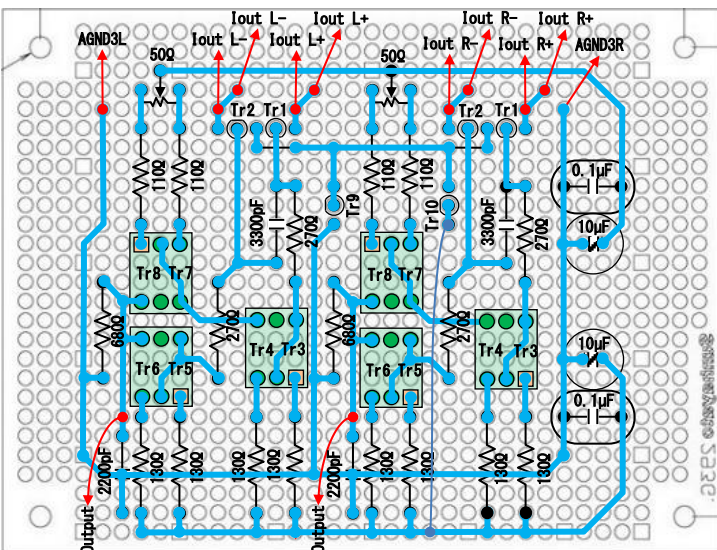 Iout L-
Iout L+
Iout R-
Iout R+
AGND3L
Iout L-
Iout L+
Iout R-
Iout R+
AGND3R
50Ω
50Ω
Tr2
Tr1
Tr2
Tr1
110Ω
110Ω
110Ω
110Ω
0.1μF
Tr9
Tr10
3300pF
270Ω
3300pF
270Ω
10μF
Tr8
Tr7
Tr8
Tr7
680Ω
270Ω
680Ω
270Ω
Tr4
Tr3
Tr4
Tr3
10μF
Tr6
Tr5
Tr6
Tr5
0.1μF
2200pF
130Ω
130Ω
130Ω
130Ω
2200pF
130Ω
130Ω
130Ω
130Ω
Output
Output